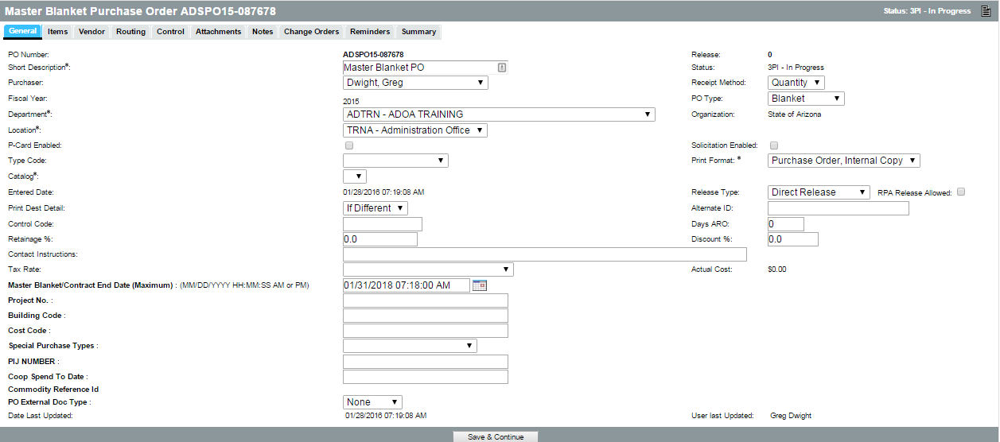 Master Blanket Purchase Order ADSPO15-087678 Status: 3PI - In Progress
General Items Vendor Routing Control Attachments Notes Change Orders Reminders Summary
PO Number: ADSPO15-087678 Release: 0
Short Description*: Master Blanket PO Status: 3PI - In Progress
Purchaser: Dwight, Greg Receipt Method: Quantity
Fiscal Year: 2015 PO Type: Blanket
Department*: ADTRN - ADOA TRAINING Organization: State of Arizona
Location*: TRNA - Administration Office
P-Card Enabled: Solicitation Enabled:
Type Code: Print Format: * Purchase Order, Internal Copy
Catalog*:
Entered Date: 01/28/2016 07:19:08 AM Release Type: Direct Release RPA Release Allowed:
Print Dest Detail: If Different Alternate ID:
Control Code: Days ARO: 0
Retainage %: 0.0 Discount %: 0.0
Contact Instructions:
Tax Rate: Actual Cost: $0.00
Master Blanket/Contract End Date (Maximum) : (MM/DD/YYYY HH:MM:SS AM or PM) 01/31/2018 07:18:00 AM
Project No. :
Building Code :
Cost Code :
Special Purchase Types :
PIJ NUMBER :
Coop Spend To Date :
Commodity Reference Id
PO External Doc Type : None
Date Last Updated: 01/28/2016 07:19:08 AM User last Updated: Greg Dwight
Save & Continue